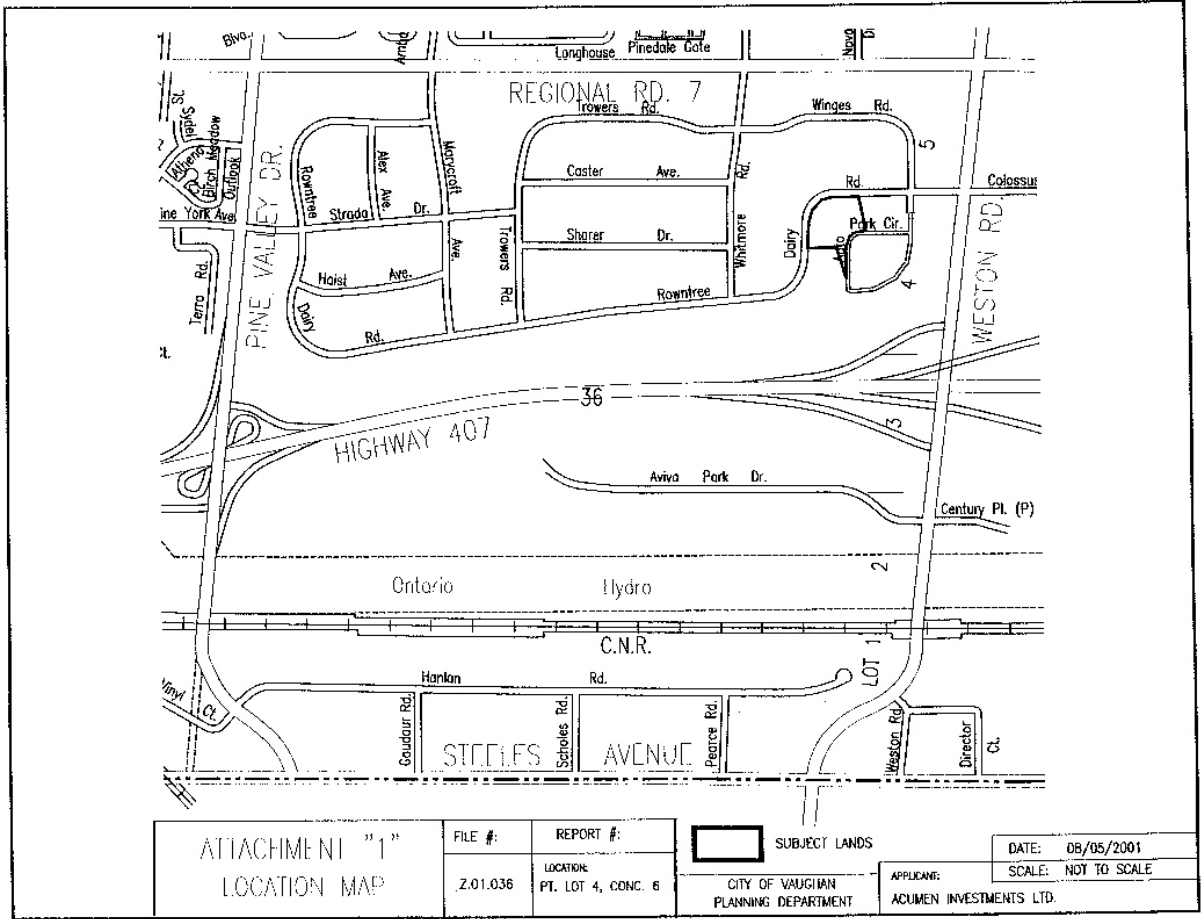 Blvd.
Longhouse
Pinedale Gate
Nova
REGIONAL RD. 7
Trowers Rd.
Winges Rd.
St.
Sydel
Athena
Birch Meadow
Outlook
PINE VALLEY DR.
Rowntree
Alex Ave.
Marycroft
Ave.
Caster Ave.
Rd.
5
Rd.
Colossus
Strada Dr.
Trowers
Rd.
Sharer Dr.
Whitmore
Dairy
Park Cir.
Auto
WESTON RD.
Terra Rd.
Haist Ave.
Rowntree
4
Dairy
Rd.
Ct.
36
HIGHWAY 407
3
Aviva Park Dr.
Century Pl. (P)
2
Ontario Hydro
C.N.R.
LOT 1
Hanlan Rd.
Vinyl
Ct.
Gaudaur Rd.
STEELES AVENUE
Scholes Rd.
Pearce Rd.
Weston Rd.
Director
Ct.
ATTACHMENT "1"
LOCATION MAP
FILE #:
Z.01.036
REPORT #:
LOCATION:
PT. LOT 4, CONC. 6
SUBJECT LANDS
CITY OF VAUGHAN
PLANNING DEPARTMENT
DATE: 08/05/2001
SCALE: NOT TO SCALE
APPLICANT:
ACUMEN INVESTMENTS LTD.